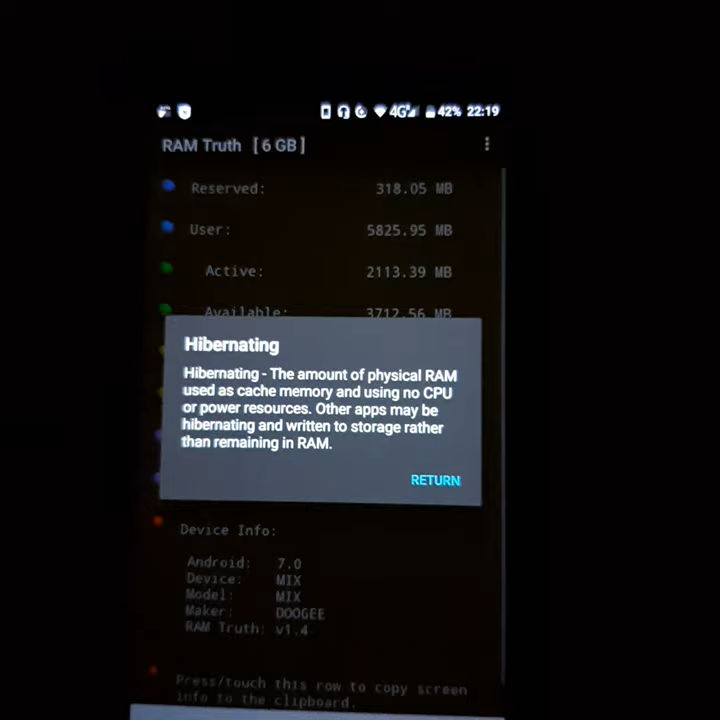 4G 42% 22:19
RAM Truth [6 GB]
Reserved: 318.05 MB
User: 5825.95 MB
Active: 2113.39 MB
Available: 3712.56 MB
Hibernating
Hibernating - The amount of physical RAM
used as cache memory and using no CPU
or power resources. Other apps may be
hibernating and written to storage rather
than remaining in RAM.
RETURN
Device Info:
Android: 7.0
Device: MIX
Model: MIX
Maker: DOOGEE
RAM Truth: v1.4
Press/touch this row to copy screen
info to the clipboard.